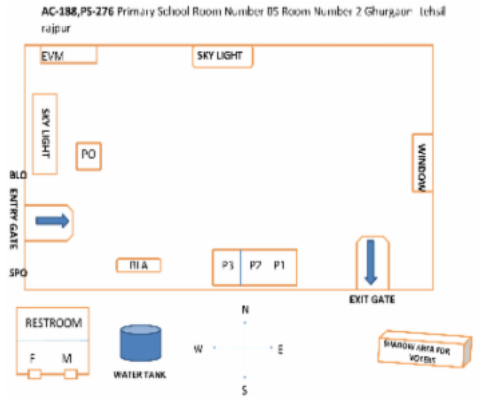 AC-188,PS-276 Primary School Room Number 05 Room Number 2 Ghurgaon tehsil
rajpur
EVM
SKY LIGHT
SKY LIGHT
PO
WINDOW
BLO
ENTRY GATE
SPO
BLA
P3 P2 P1
EXIT GATE
RESTROOM
F M
WATER TANK
N
W E
S
SHADOW AREA FOR
VOTERS